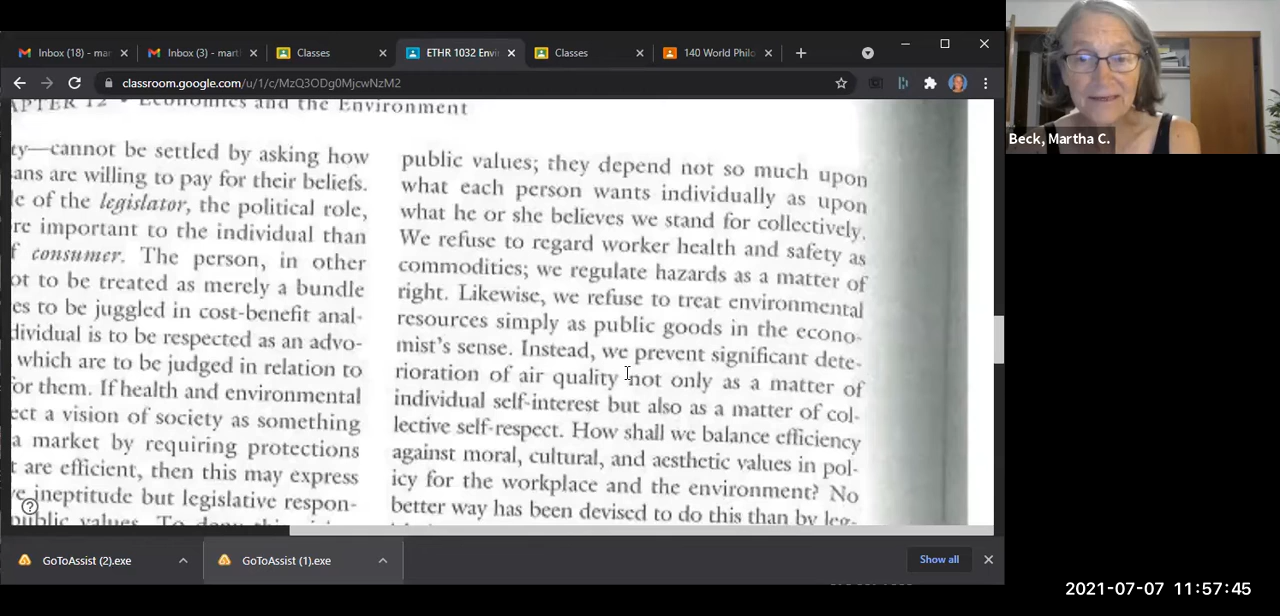 Inbox (18) - mar
Inbox (3) - mart
Classes
ETHR 1032 Envi
Classes
140 World Philo
classroom.google.com/u/1/c/MzQ3ODg0MjcwNzM2
Beck, Martha C.
APTER 12 • Economics and the Environment
ty—cannot be settled by asking how
ans are willing to pay for their beliefs.
le of the legislator, the political role,
re important to the individual than
f consumer. The person, in other
ot to be treated as merely a bundle
es to be juggled in cost-benefit anal-
dividual is to be respected as an advo-
which are to be judged in relation to
for them. If health and environmental
ect a vision of society as something
a market by requiring protections
t are efficient, then this may express
ve ineptitude but legislative respon-
public values. To deny this
public values; they depend not so much upon
what each person wants individually as upon
what he or she believes we stand for collectively.
We refuse to regard worker health and safety as
commodities; we regulate hazards as a matter of
right. Likewise, we refuse to treat environmental
resources simply as public goods in the econo-
mist's sense. Instead, we prevent significant dete-
rioration of air quality not only as a matter of
individual self-interest but also as a matter of col-
lective self-respect. How shall we balance efficiency
against moral, cultural, and aesthetic values in pol-
icy for the workplace and the environment? No
better way has been devised to do this than by leg-
GoToAssist (2).exe
GoToAssist (1).exe
Show all
2021-07-07 11:57:45